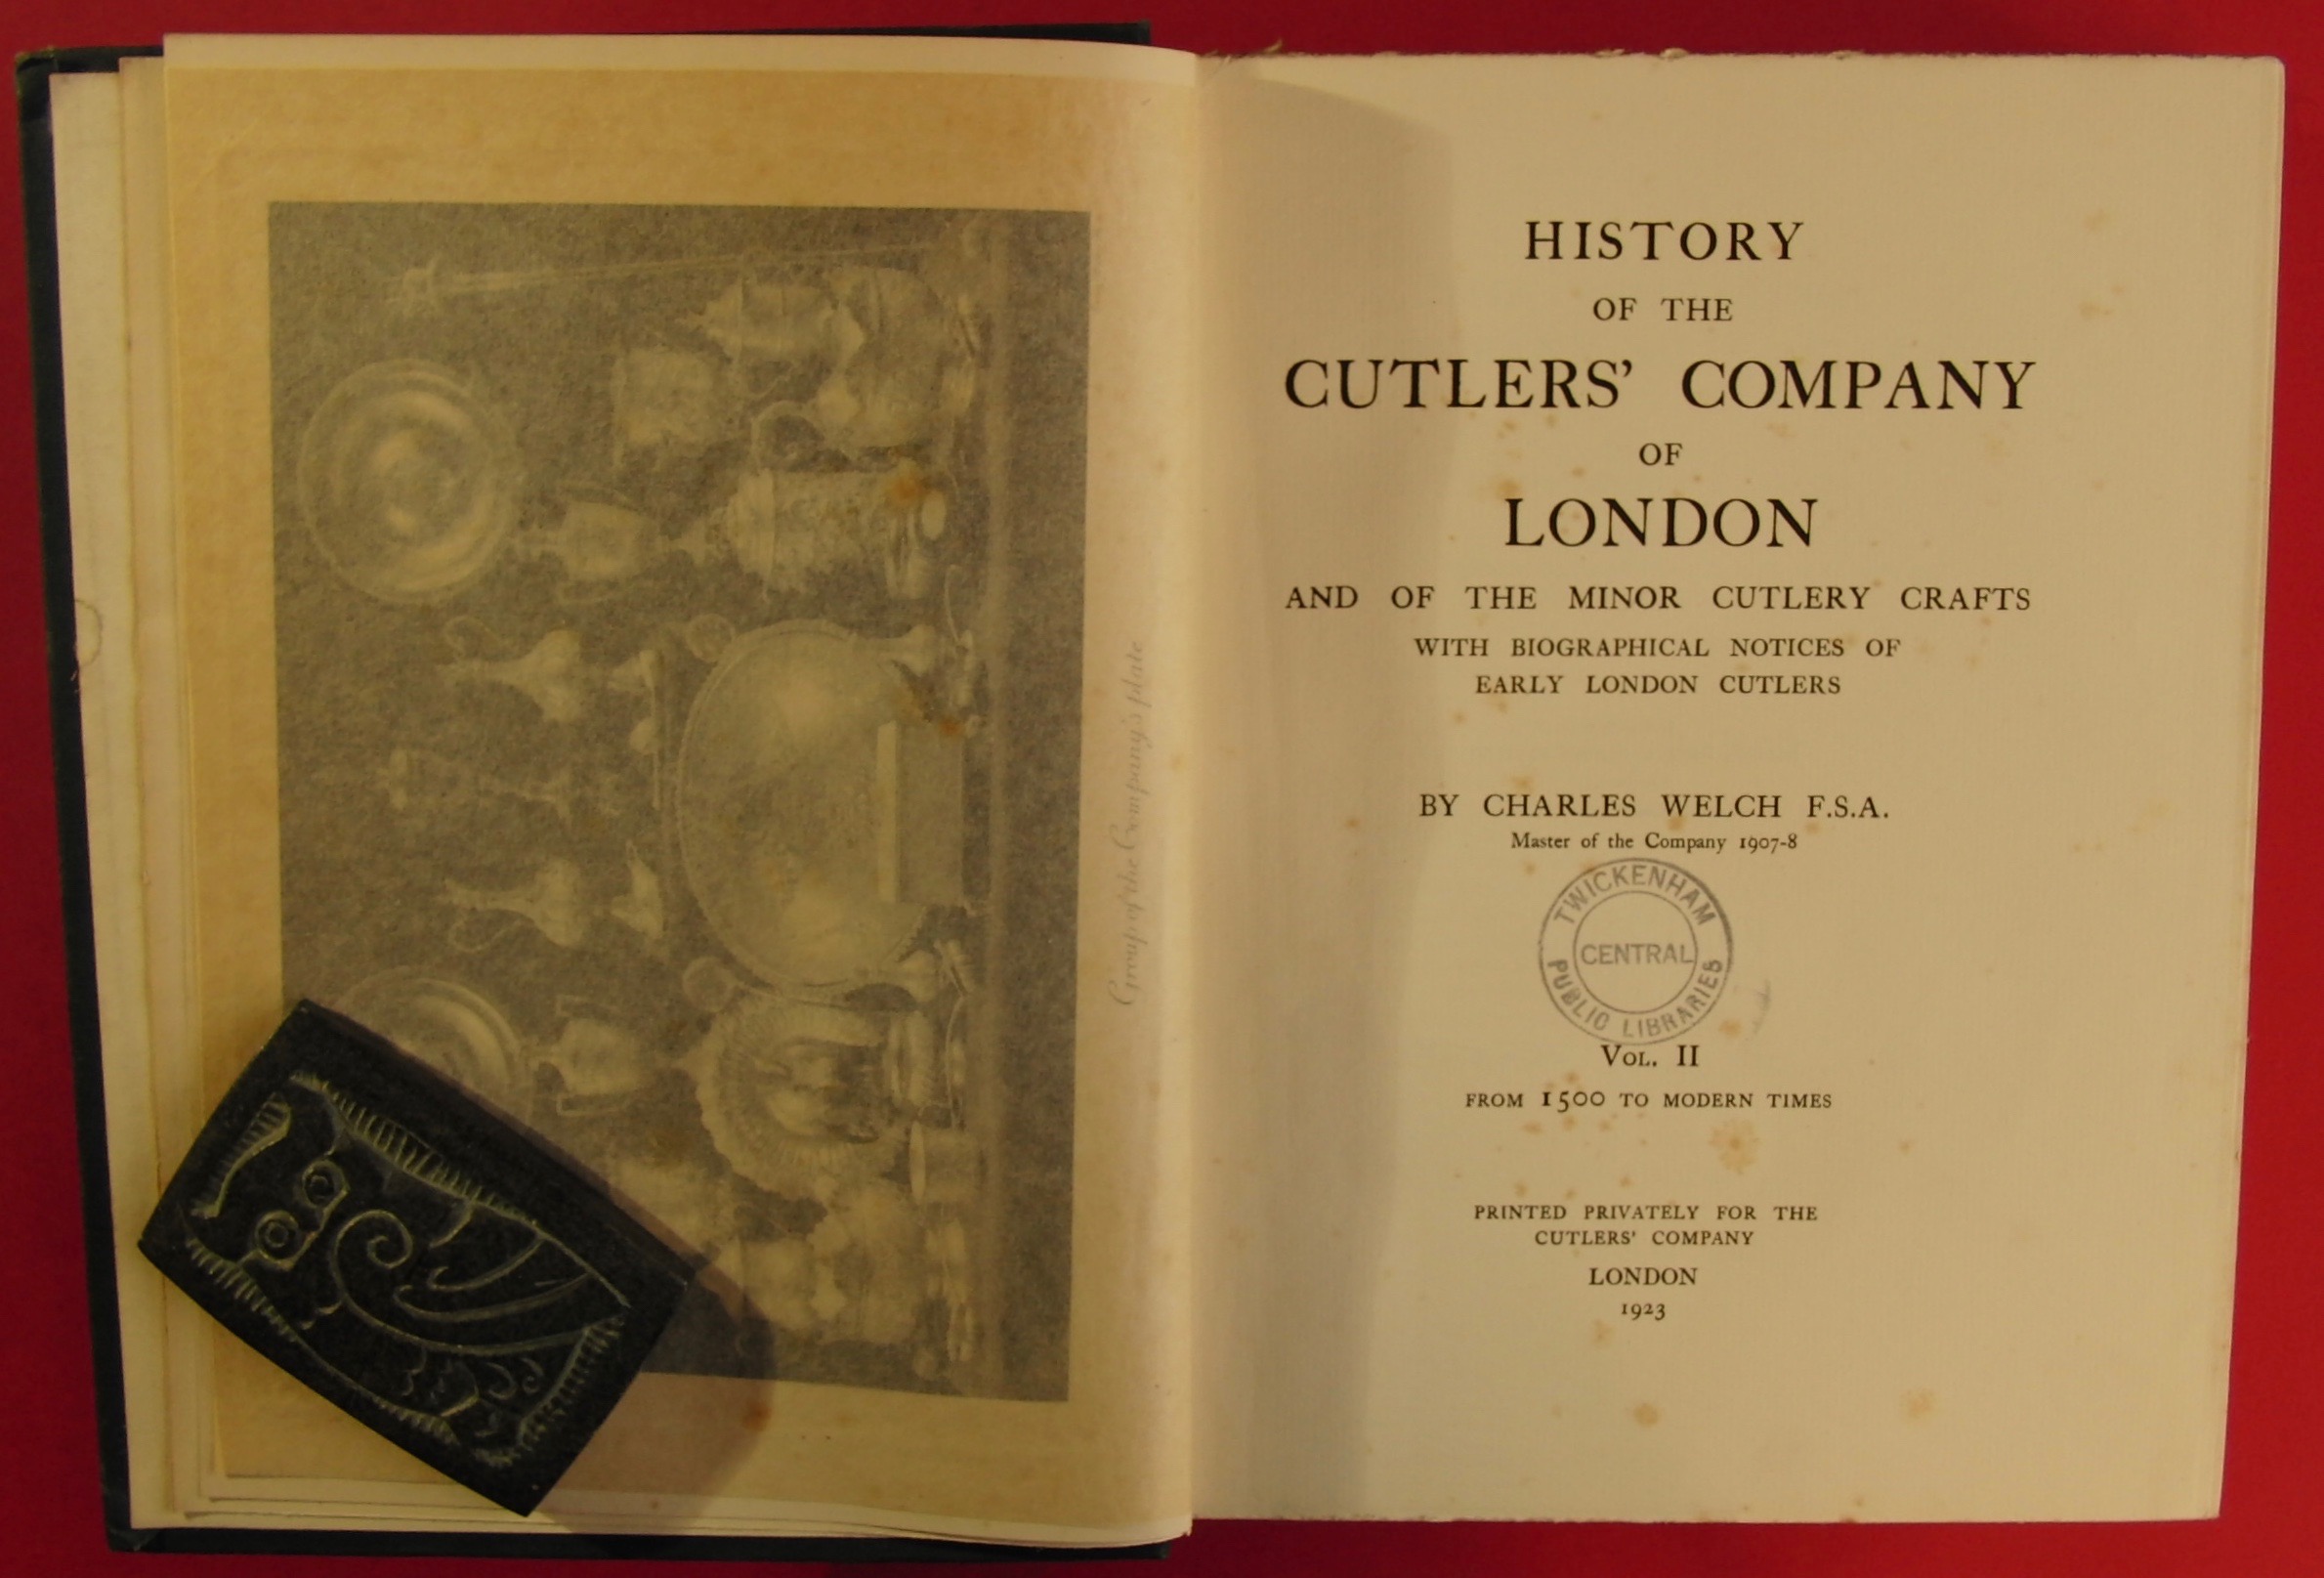 Group of the Company's plate
HISTORY
OF THE
CUTLERS' COMPANY
OF
LONDON
AND OF THE MINOR CUTLERY CRAFTS
WITH BIOGRAPHICAL NOTICES OF
EARLY LONDON CUTLERS
BY CHARLES WELCH F.S.A.
Master of the Company 1907-8
TWICKENHAM
CENTRAL
PUBLIC LIBRARIES
VOL. II
FROM 1500 TO MODERN TIMES
PRINTED PRIVATELY FOR THE
CUTLERS' COMPANY
LONDON
1923